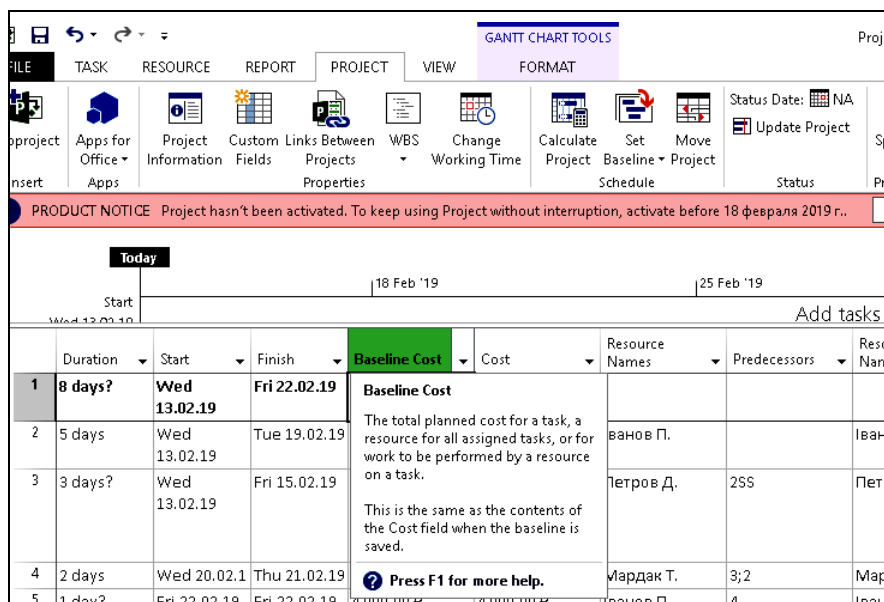 GANTT CHART TOOLS
TASK RESOURCE REPORT PROJECT VIEW FORMAT
Status Date: NA
Update Project
Apps for Office
Project Information
Custom Fields
Links Between Projects
WBS
Change Working Time
Calculate Project
Set Baseline
Move Project
Apps Properties Schedule Status
PRODUCT NOTICE Project hasn't been activated. To keep using Project without interruption, activate before 18 февраля 2019 г..
Today
18 Feb '19 25 Feb '19
Start
Add tasks
Duration Start Finish Baseline Cost Cost Resource Names Predecessors
1 8 days? Wed 13.02.19 Fri 22.02.19
2 5 days Wed 13.02.19 Tue 19.02.19
3 3 days? Wed 13.02.19 Fri 15.02.19 Петров Д. 2SS
4 2 days Wed 20.02.1 Thu 21.02.19 Мардак Т. 3;2
Baseline Cost
The total planned cost for a task, a
resource for all assigned tasks, or for
work to be performed by a resource
on a task.
This is the same as the contents of
the Cost field when the baseline is
saved.
Press F1 for more help.